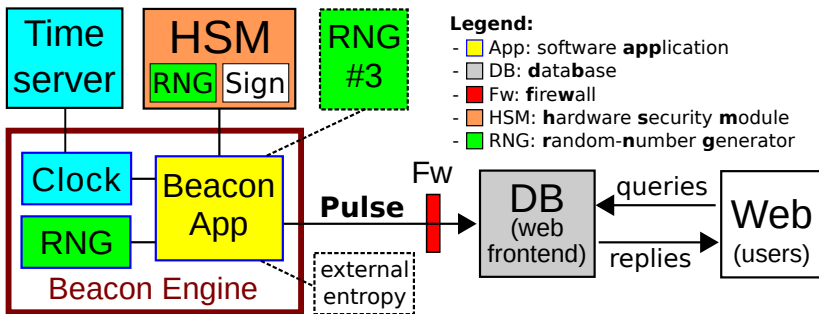 Time
server
HSM
RNG
Sign
RNG
#3
Legend:
- App: software application
- DB: database
- Fw: firewall
- HSM: hardware security module
- RNG: random-number generator
Clock
Beacon
App
RNG
Beacon Engine
Pulse
Fw
external
entropy
DB
(web
frontend)
queries
replies
Web
(users)